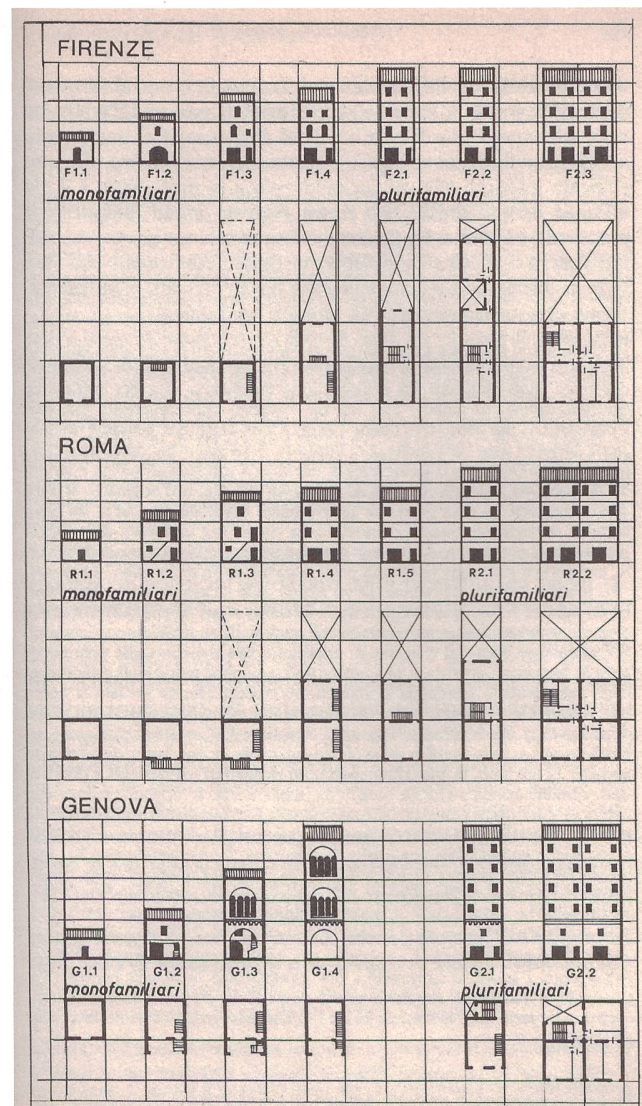 FIRENZE
F1.1 F1.2 F1.3 F1.4 F2.1 F2.2 F2.3
monofamiliari plurifamiliari
ROMA
R1.1 R1.2 R1.3 R1.4 R1.5 R2.1 R2.2
monofamiliari plurifamiliari
GENOVA
G1.1 G1.2 G1.3 G1.4 G2.1 G2.2
monofamiliari plurifamiliari